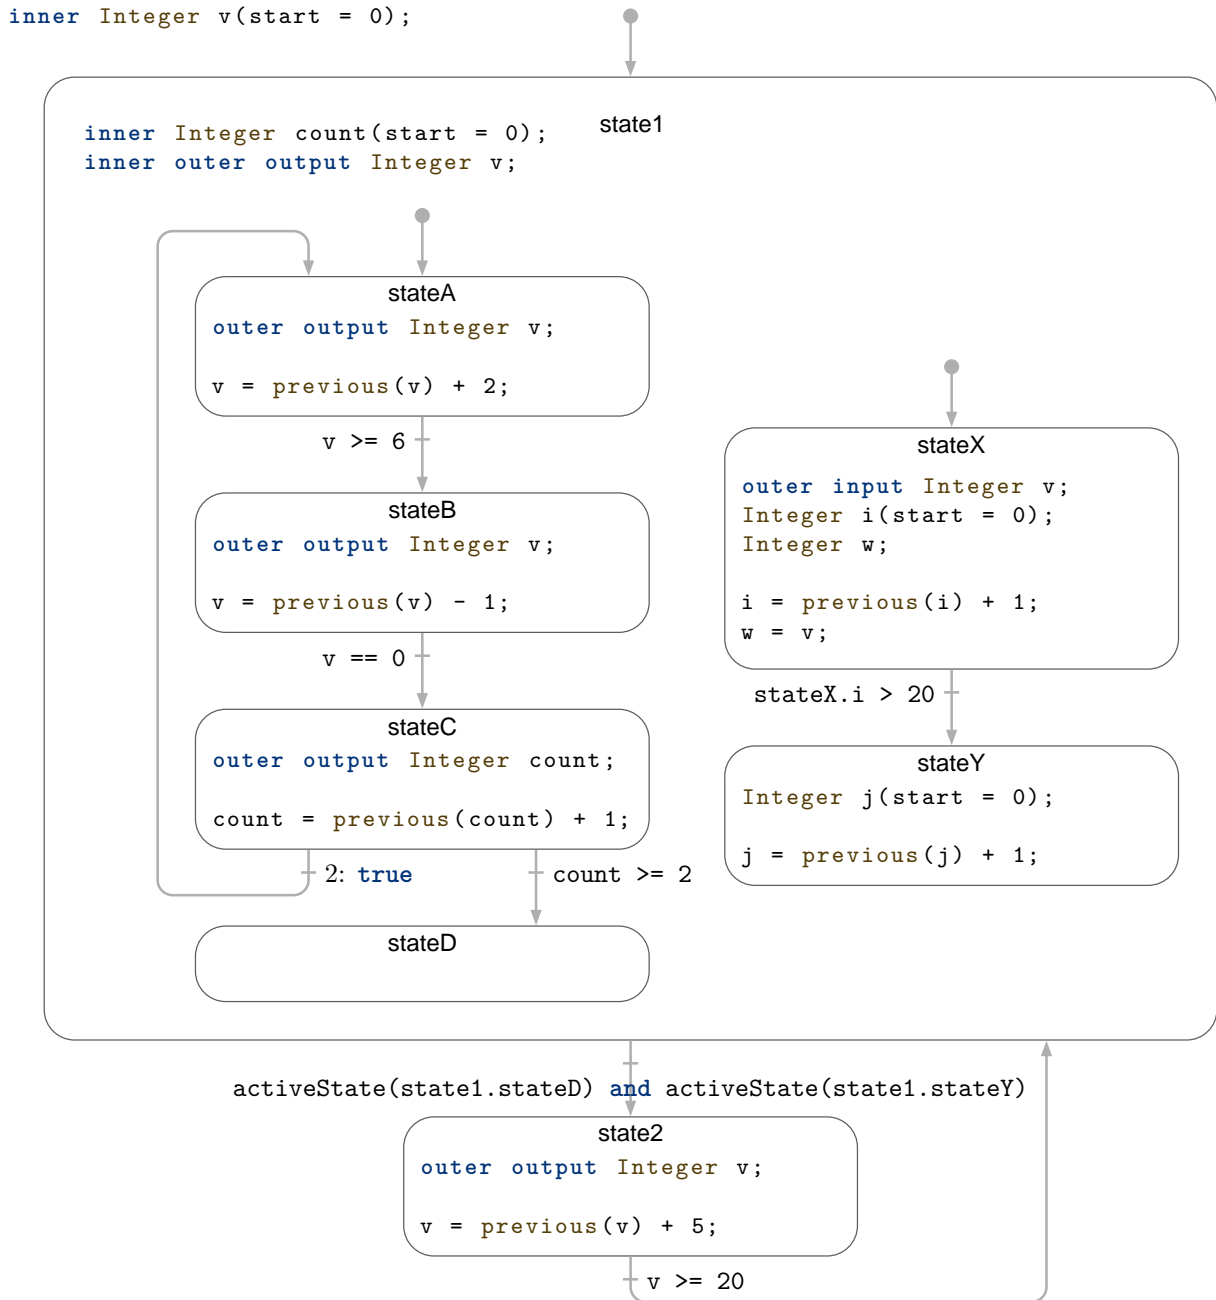 inner Integer v(start = 0);
state1
inner Integer count(start = 0);
inner outer output Integer v;
stateA
outer output Integer v;
v = previous(v) + 2;
v >= 6
stateB
outer output Integer v;
v = previous(v) - 1;
v == 0
stateC
outer output Integer count;
count = previous(count) + 1;
2: true
count >= 2
stateD
stateX
outer input Integer v;
Integer i(start = 0);
Integer w;
i = previous(i) + 1;
w = v;
stateX.i > 20
stateY
Integer j(start = 0);
j = previous(j) + 1;
activeState(state1.stateD) and activeState(state1.stateY)
state2
outer output Integer v;
v = previous(v) + 5;
v >= 20